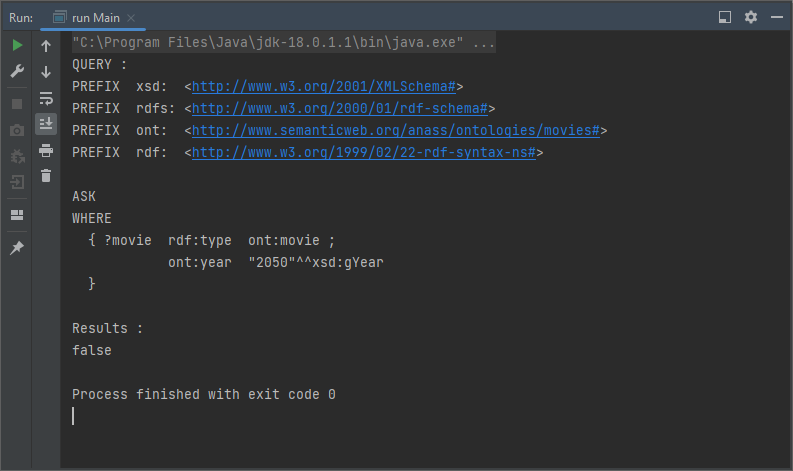 Run: run Main
"C:\Program Files\Java\jdk-18.0.1.1\bin\java.exe" ...
QUERY :
PREFIX  xsd:  <http://www.w3.org/2001/XMLSchema#>
PREFIX  rdfs: <http://www.w3.org/2000/01/rdf-schema#>
PREFIX  ont:  <http://www.semanticweb.org/anass/ontologies/movies#>
PREFIX  rdf:  <http://www.w3.org/1999/02/22-rdf-syntax-ns#>

ASK
WHERE
  { ?movie  rdf:type  ont:movie ;
            ont:year  "2050"^^xsd:gYear
  }

Results :
false

Process finished with exit code 0